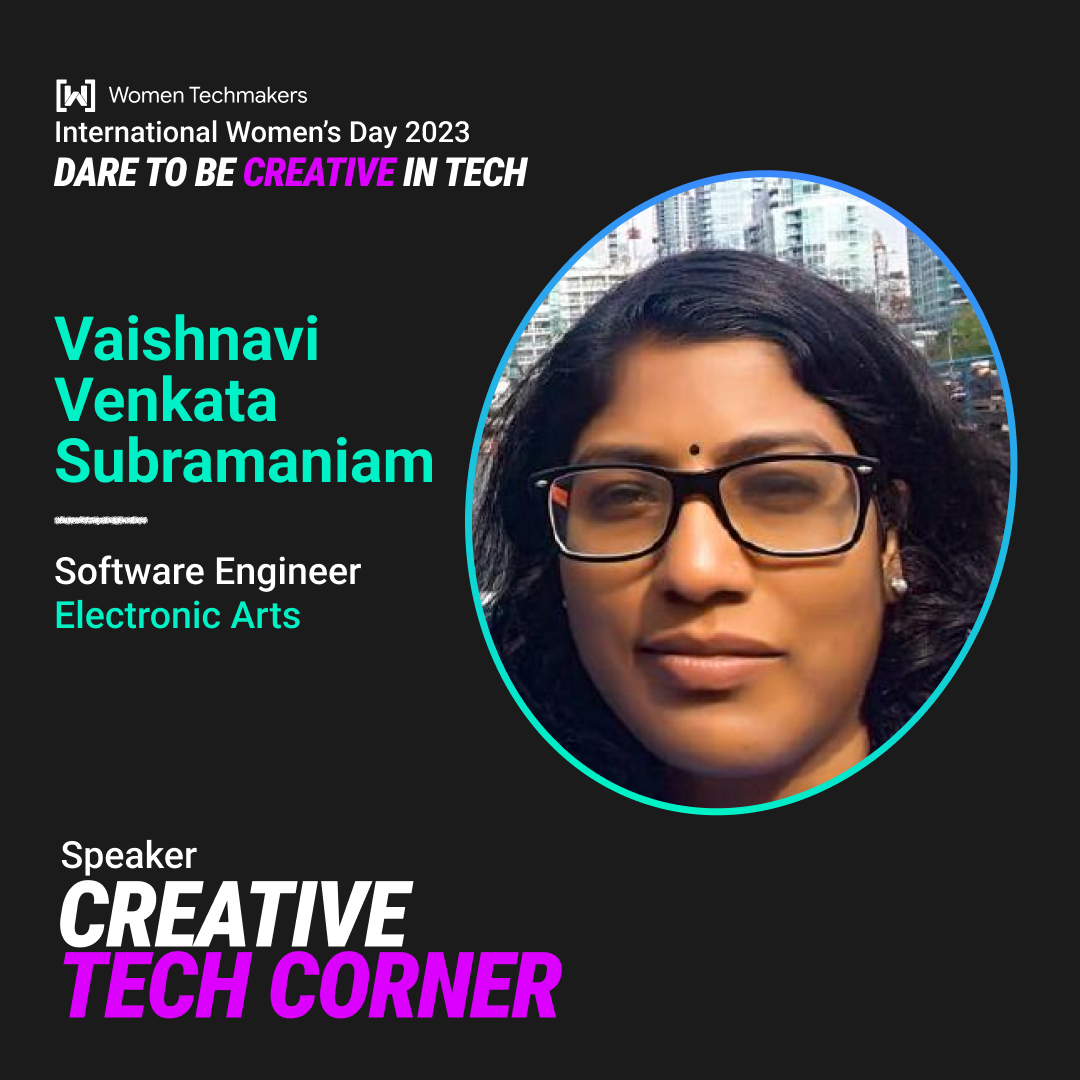 [W] Women Techmakers
International Women’s Day 2023
DARE TO BE CREATIVE IN TECH
Vaishnavi
Venkata
Subramaniam
Software Engineer
Electronic Arts
Speaker
CREATIVE
TECH CORNER